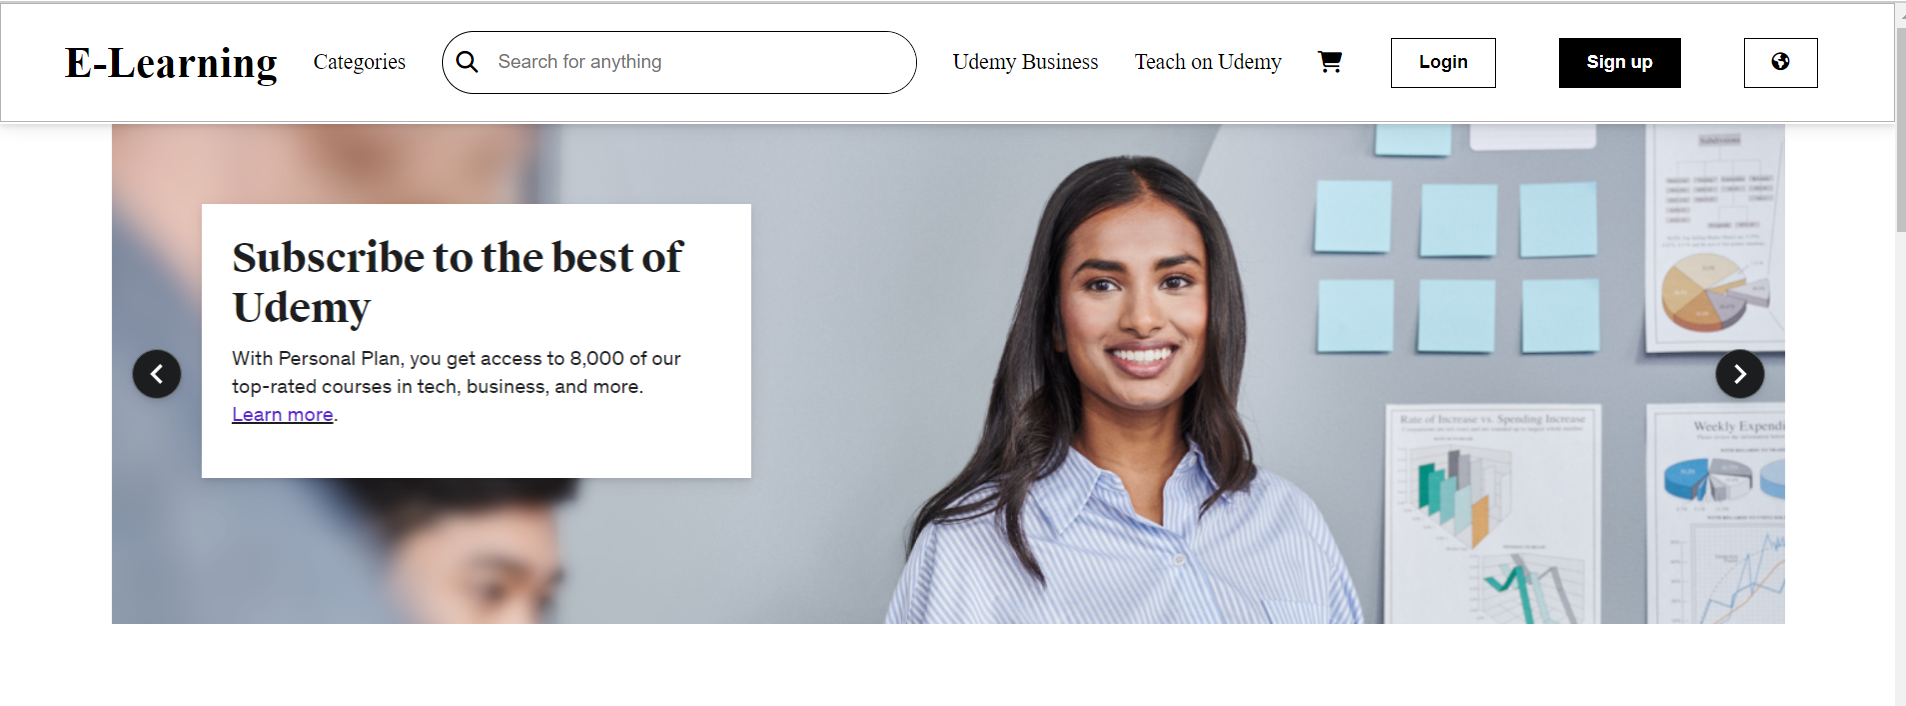 E-Learning
Categories
Search for anything
Udemy Business
Teach on Udemy
Login
Sign up
Subscribe to the best of
Udemy
With Personal Plan, you get access to 8,000 of our
top-rated courses in tech, business, and more.
Learn more.
Subdivisions
Rate of Increase vs. Spending Increase
Weekly Expendi